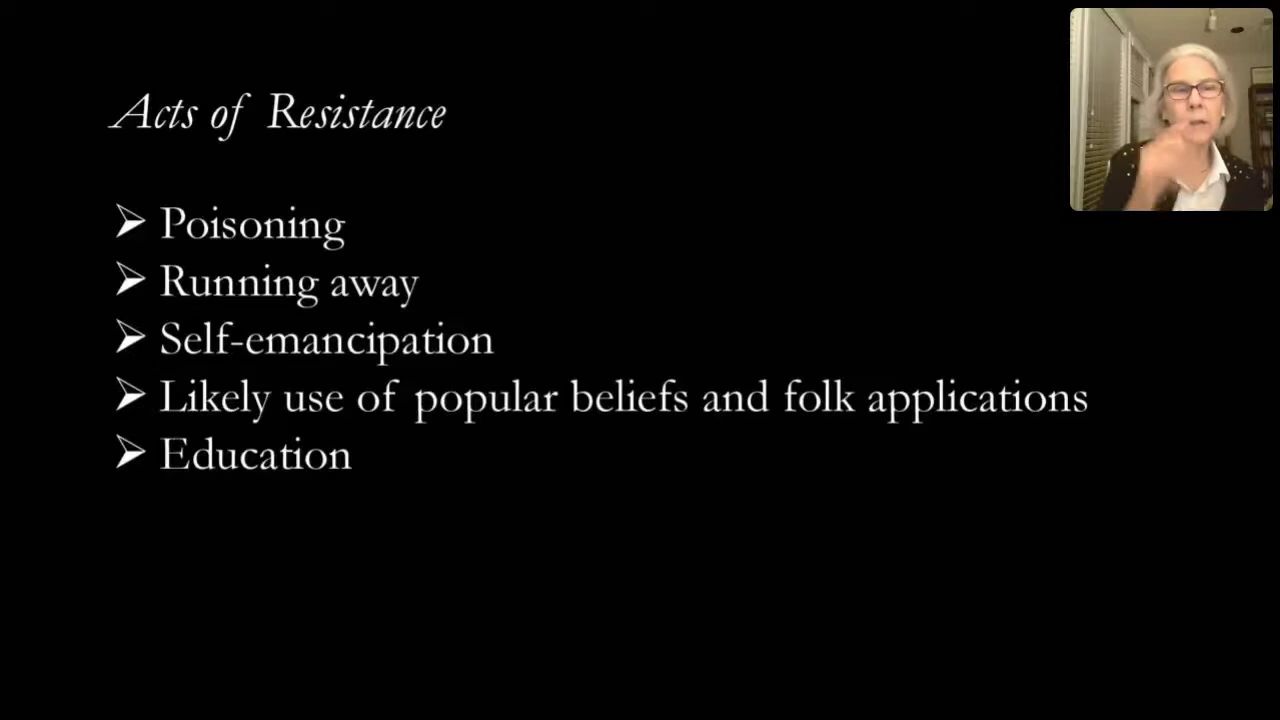 Acts of Resistance
➢ Poisoning
➢ Running away
➢ Self-emancipation
➢ Likely use of popular beliefs and folk applications
➢ Education